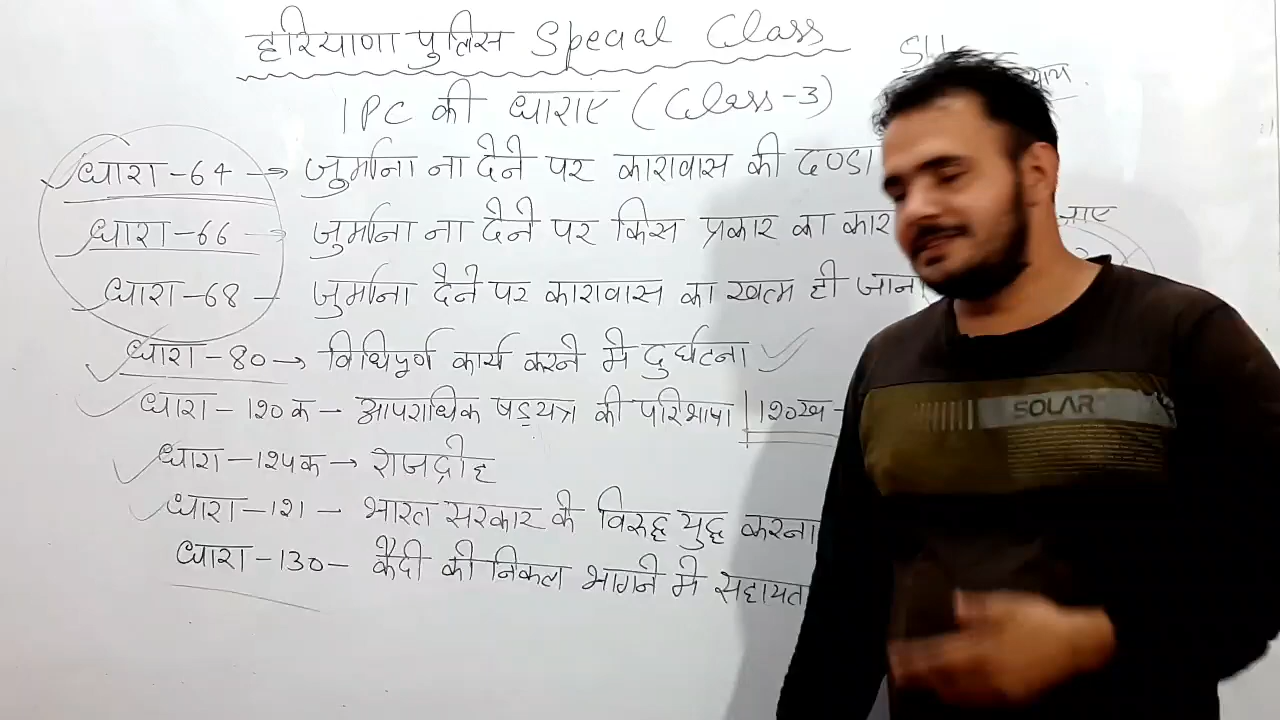 हरियाणा पुलिस Special Class
IPC की धाराएं (Class-3)
धारा-64 → जुर्माना ना देने पर कारावास की दण्डा
धारा-66 → जुर्माना ना देने पर किस प्रकार का कार
धारा-68 - जुर्माना देने पर कारावास का खत्म हो जाना
धारा-80 → विधिपूर्ण कार्य करने मे दुर्घटना
धारा-120क - आपराधिक षड़यत्र की परिभाषा | 120ख-
धारा-124क → राजद्रोह
धारा-121 - भारत सरकार के विरुद्ध युद्ध करना
धारा-130 - कैदी को निकल भागने मे सहायता
SOLAR